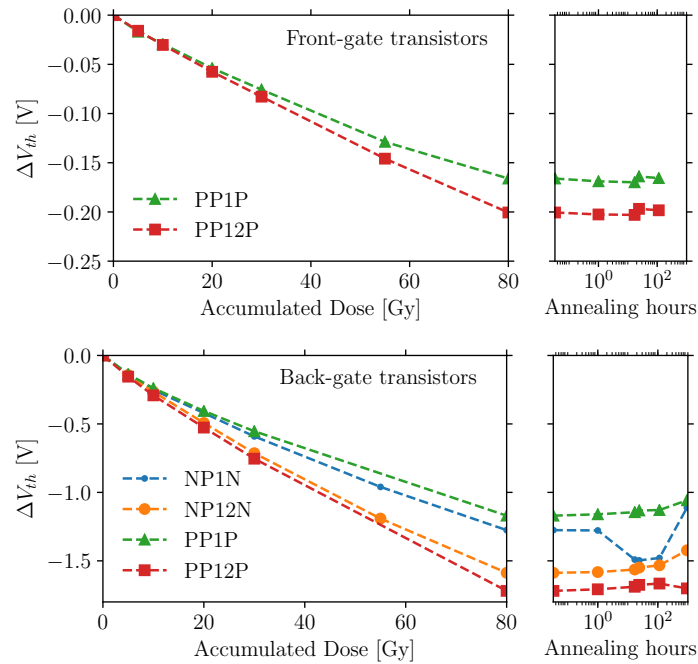 0.00
−0.05
−0.10
−0.15
−0.20
−0.25
ΔV_th [V]
Front-gate transistors
PP1P
PP12P
0 20 40 60 80
Accumulated Dose [Gy]
10^0 10^2
Annealing hours
0.0
−0.5
−1.0
−1.5
ΔV_th [V]
Back-gate transistors
NP1N
NP12N
PP1P
PP12P
0 20 40 60 80
Accumulated Dose [Gy]
10^0 10^2
Annealing hours